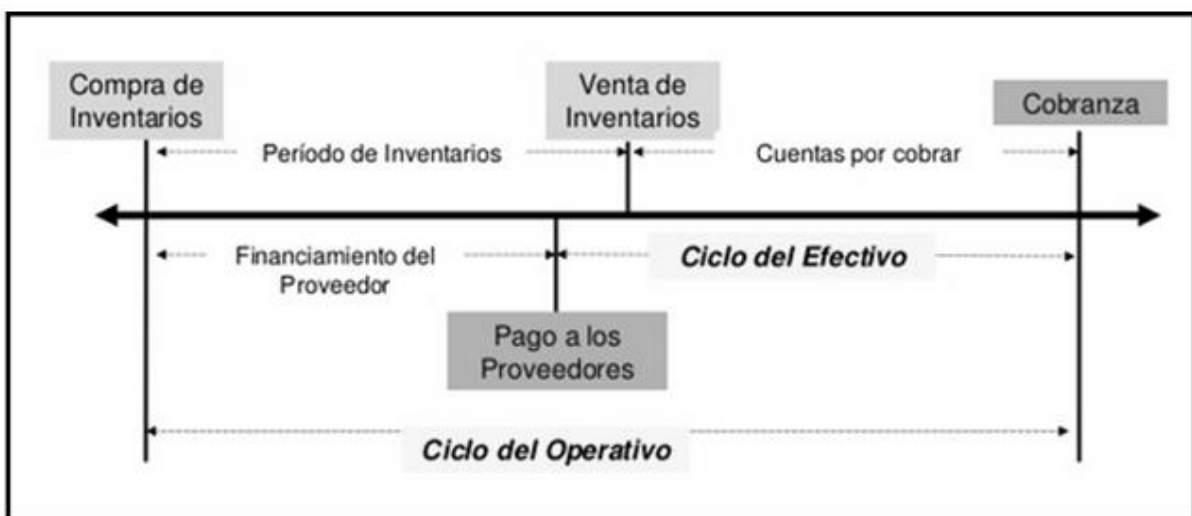 Compra de
Inventarios
Venta de
Inventarios
Cobranza
Período de Inventarios
Cuentas por cobrar
Financiamiento del
Proveedor
Ciclo del Efectivo
Pago a los
Proveedores
Ciclo del Operativo